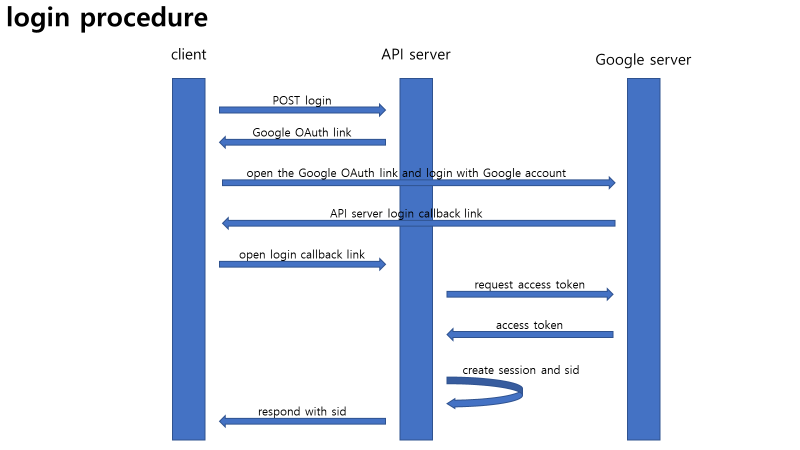 login procedure
client
API server
Google server
POST login
Google OAuth link
open the Google OAuth link and login with Google account
API server login callback link
open login callback link
request access token
access token
create session and sid
respond with sid